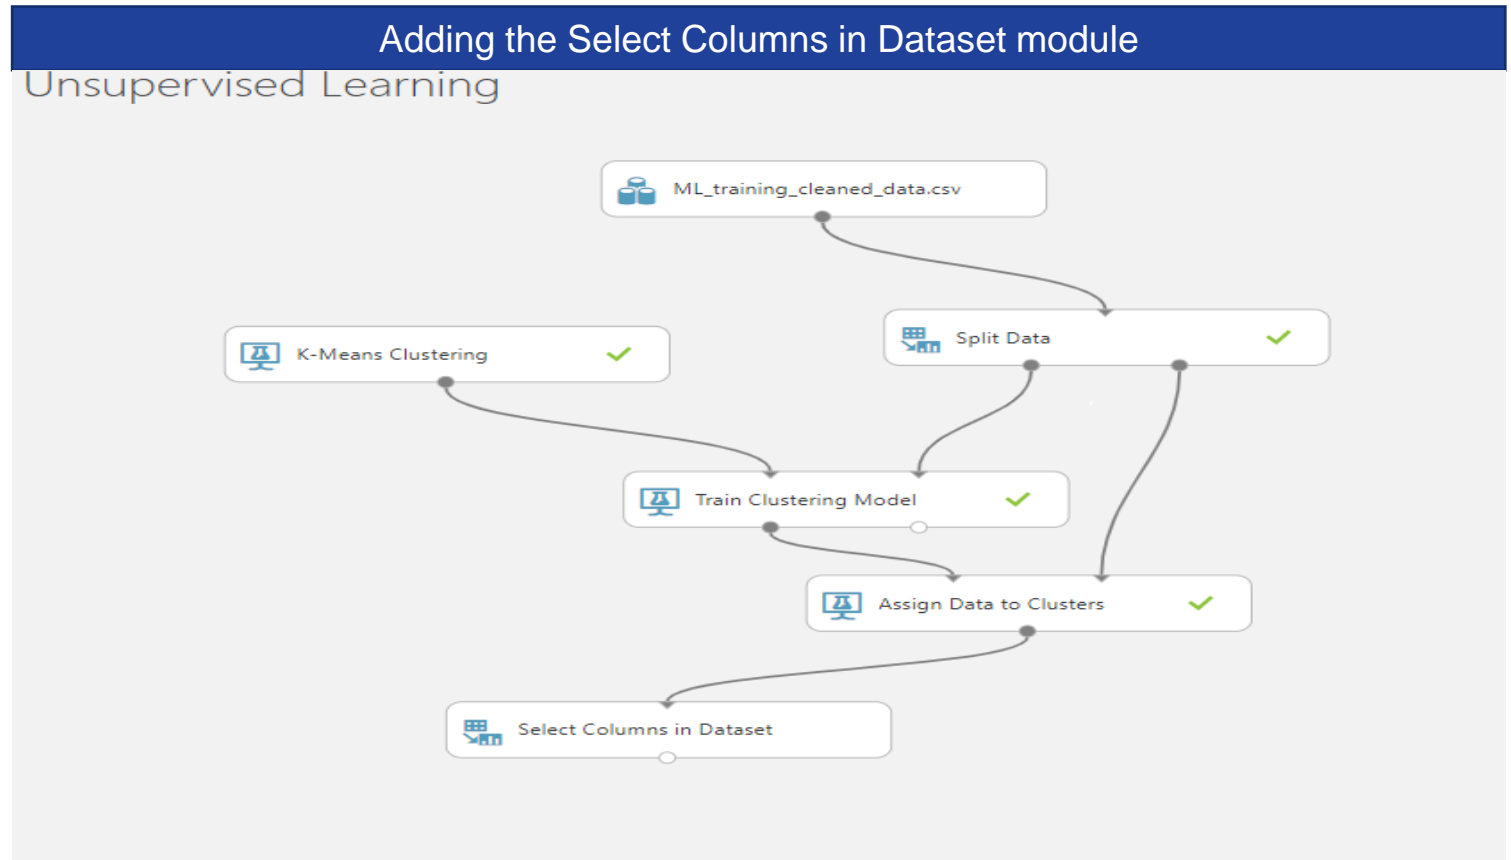 Adding the Select Columns in Dataset module
Unsupervised Learning
ML_training_cleaned_data.csv
Split Data
K-Means Clustering
Train Clustering Model
Assign Data to Clusters
Select Columns in Dataset